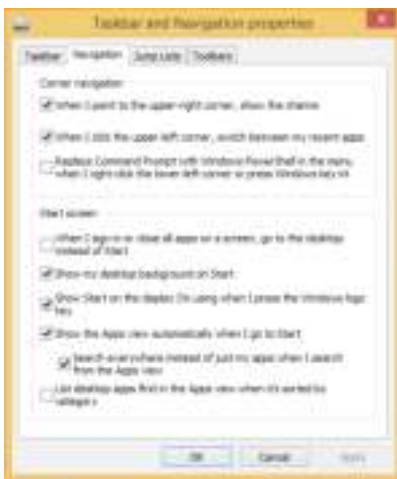 Taskbar and Navigation properties
Taskbar Navigation Jump Lists Toolbars
Corner navigation
When I point to the upper-right corner, show the charms
When I click the upper-left corner, switch between my recent apps
Replace Command Prompt with Windows PowerShell in the menu
when I right-click the lower-left corner or press Windows key+X
Start screen
When I sign in or close all apps on a screen, go to the desktop
instead of Start
Show my desktop background on Start
Show Start on the display I'm using when I press the Windows logo
key
Show the Apps view automatically when I go to Start
Search everywhere instead of just my apps when I search
from the Apps view
List desktop apps first in the Apps view when it's sorted by
category
OK Cancel Apply